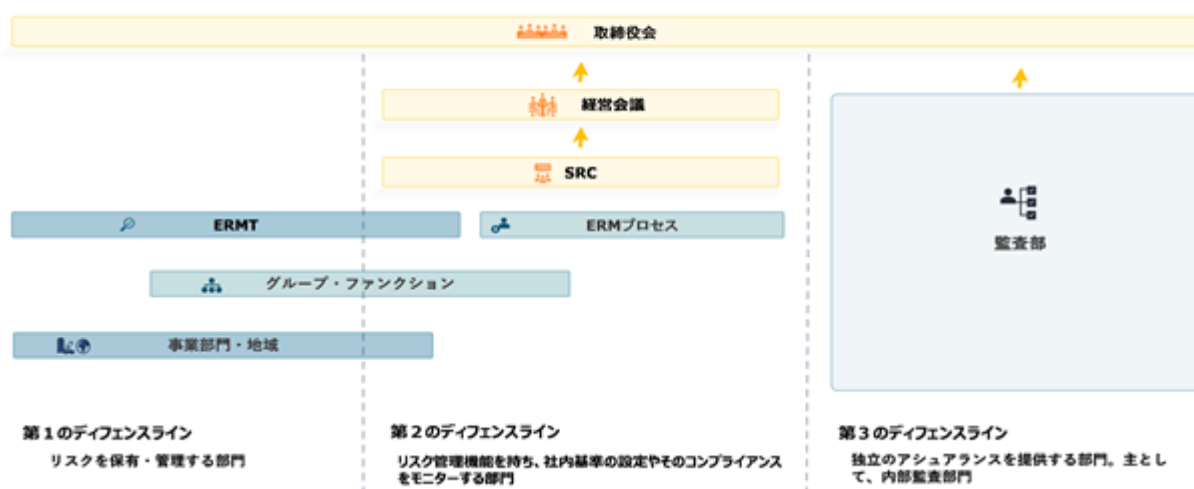 取締役会
経営会議
SRC
ERMT
ERMプロセス
グループ・ファンクション
事業部門・地域
監査部
第1のディフェンスライン
リスクを保有・管理する部門
第2のディフェンスライン
リスク管理機能を持ち、社内基準の設定やそのコンプライアンス
をモニターする部門
第3のディフェンスライン
独立のアシュアランスを提供する部門。主とし
て、内部監査部門